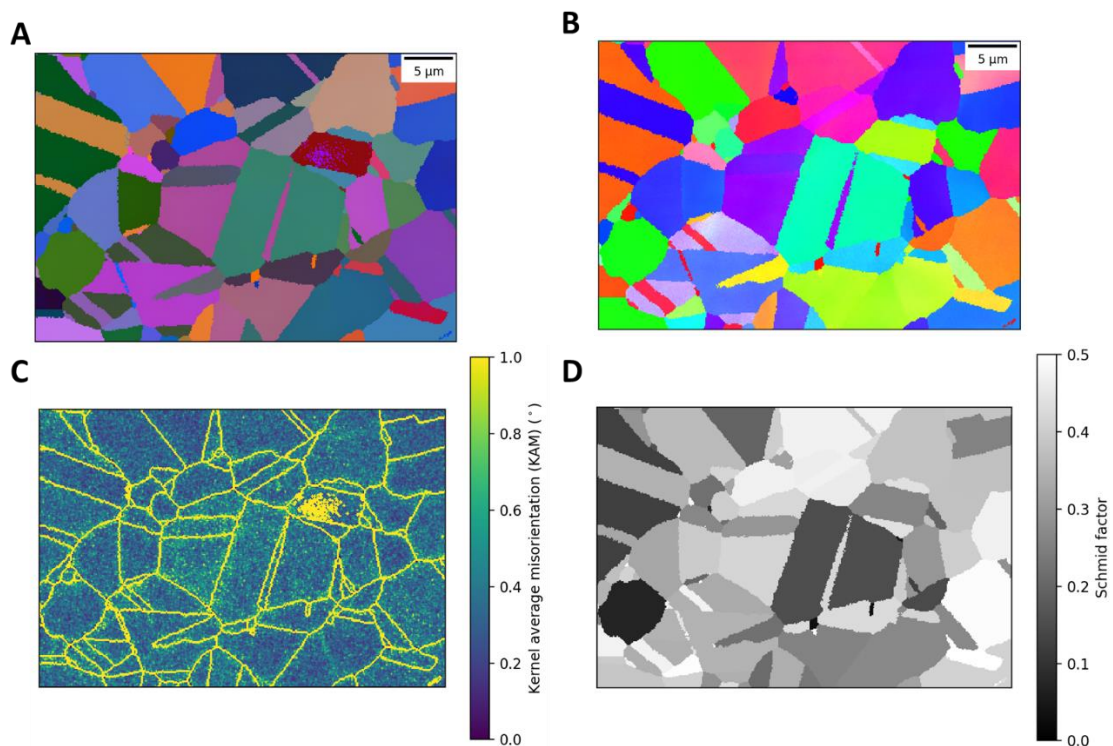 A
5 μm
B
5 μm
C
1.0
0.8
0.6
0.4
0.2
0.0
Kernel average misorientation (KAM) (°)
D
0.5
0.4
0.3
0.2
0.1
0.0
Schmid factor